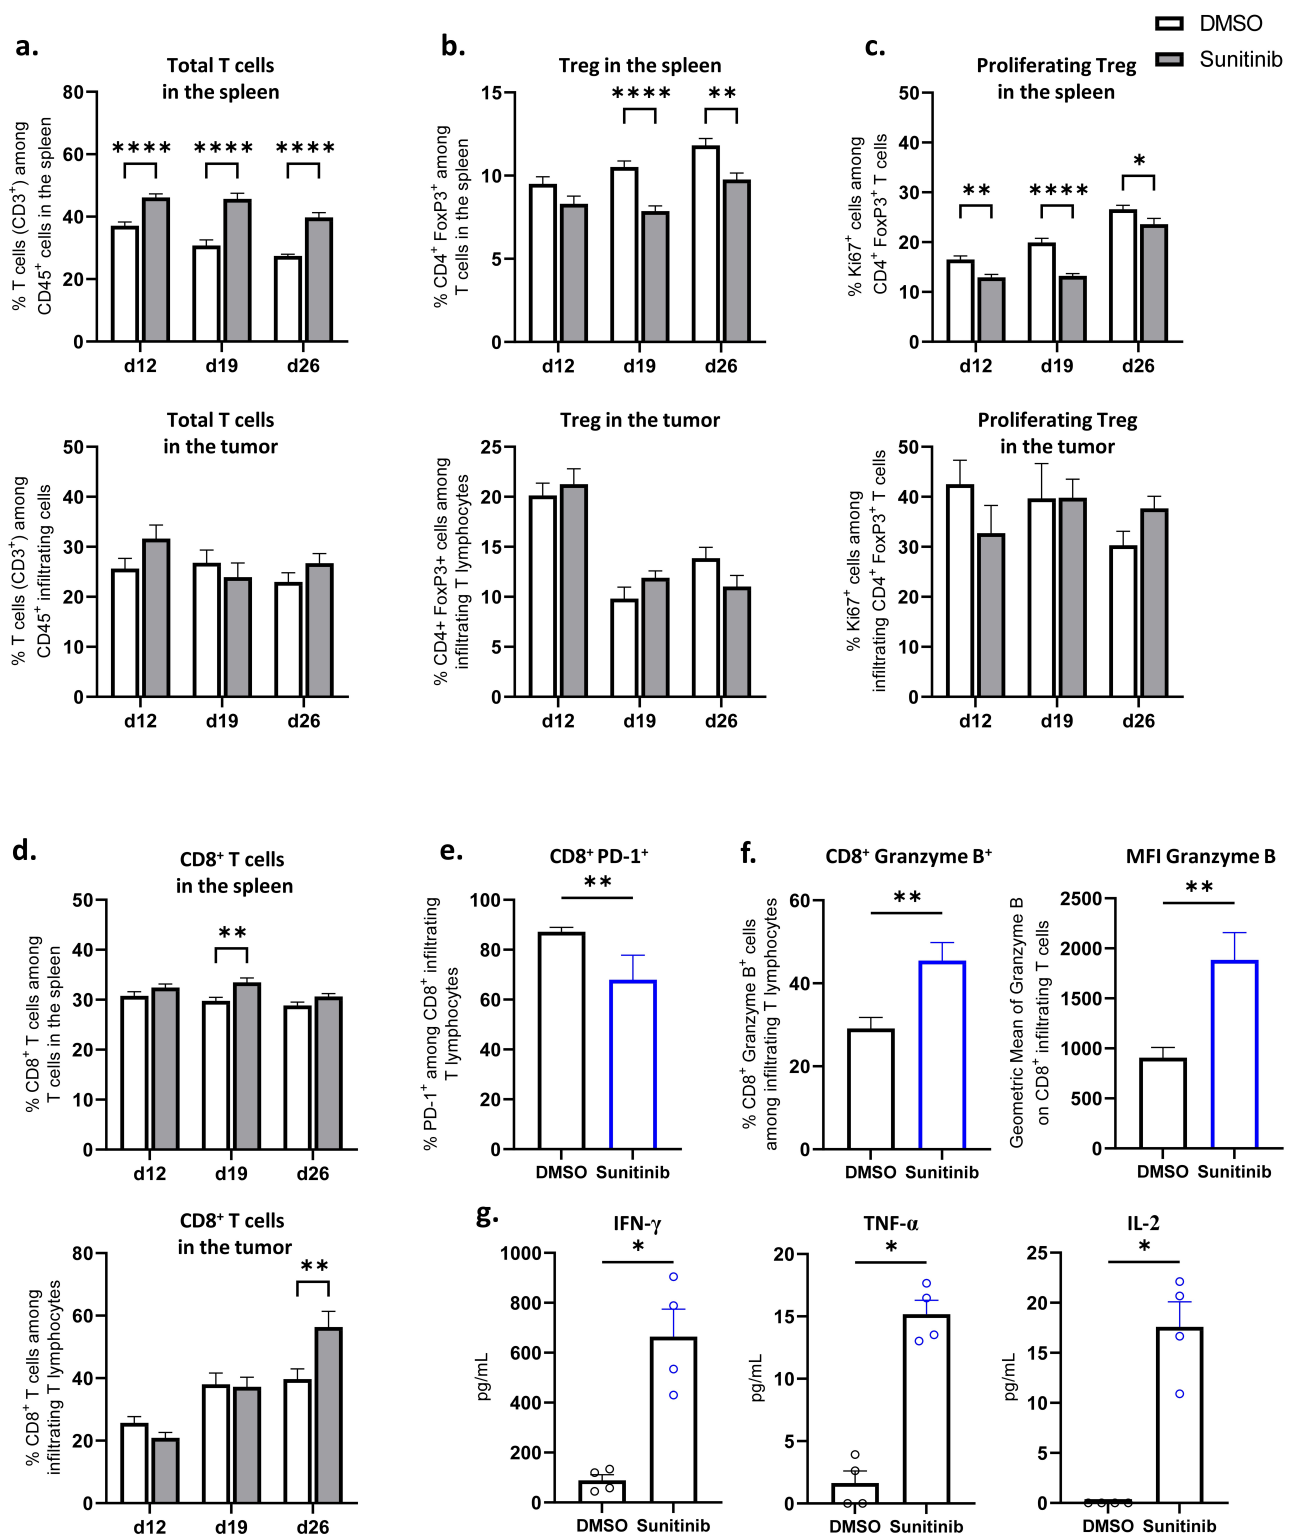 DMSO
Sunitinib
a.
Total T cells
in the spleen
% T cells (CD3⁺) among
CD45⁺ cells in the spleen
80
60
40
20
0
****
****
****
d12
d19
d26
Total T cells
in the tumor
% T cells (CD3⁺) among
CD45⁺ infiltrating cells
50
40
30
20
10
0
d12
d19
d26
b.
Treg in the spleen
% CD4⁺ FoxP3⁺ among
T cells in the spleen
15
10
5
0
****
**
d12
d19
d26
Treg in the tumor
% CD4+ FoxP3+ cells among
infiltrating T lymphocytes
25
20
15
10
5
0
d12
d19
d26
c.
Proliferating Treg
in the spleen
% Ki67⁺ cells among
CD4⁺ FoxP3⁺ T cells
50
40
30
20
10
0
**
****
*
d12
d19
d26
Proliferating Treg
in the tumor
% Ki67⁺ cells among
infiltrating CD4⁺ FoxP3⁺ T cells
50
40
30
20
10
0
d12
d19
d26
d.
CD8⁺ T cells
in the spleen
% CD8⁺ T cells among
T cells in the spleen
50
40
30
20
10
0
**
d12
d19
d26
CD8⁺ T cells
in the tumor
% CD8⁺ T cells among
infiltrating T lymphocytes
80
60
40
20
0
**
d12
d19
d26
e.
CD8⁺ PD-1⁺
% PD-1⁺ among CD8⁺ infiltrating
T lymphocytes
100
80
60
40
20
0
**
DMSO
Sunitinib
f.
CD8⁺ Granzyme B⁺
% CD8⁺ Granzyme B⁺ cells
among infiltrating T lymphocytes
60
40
20
0
**
DMSO
Sunitinib
MFI Granzyme B
Geometric Mean of Granzyme B
on CD8⁺ infiltrating T cells
2500
2000
1500
1000
500
0
**
DMSO
Sunitinib
g.
IFN-γ
pg/mL
1000
800
600
400
200
0
*
DMSO
Sunitinib
TNF-α
pg/mL
20
15
10
5
0
*
DMSO
Sunitinib
IL-2
pg/mL
25
20
15
10
5
0
*
DMSO
Sunitinib